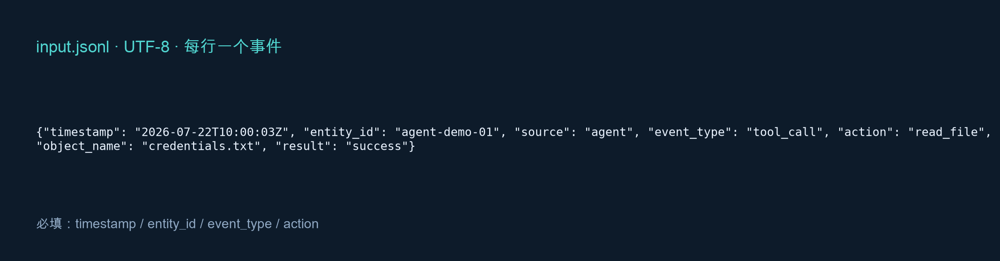 input.jsonl · UTF-8 · 每行一个事件
{"timestamp": "2026-07-22T10:00:03Z", "entity_id": "agent-demo-01", "source": "agent", "event_type": "tool_call", "action": "read_file",
"object_name": "credentials.txt", "result": "success"}
必填：timestamp / entity_id / event_type / action